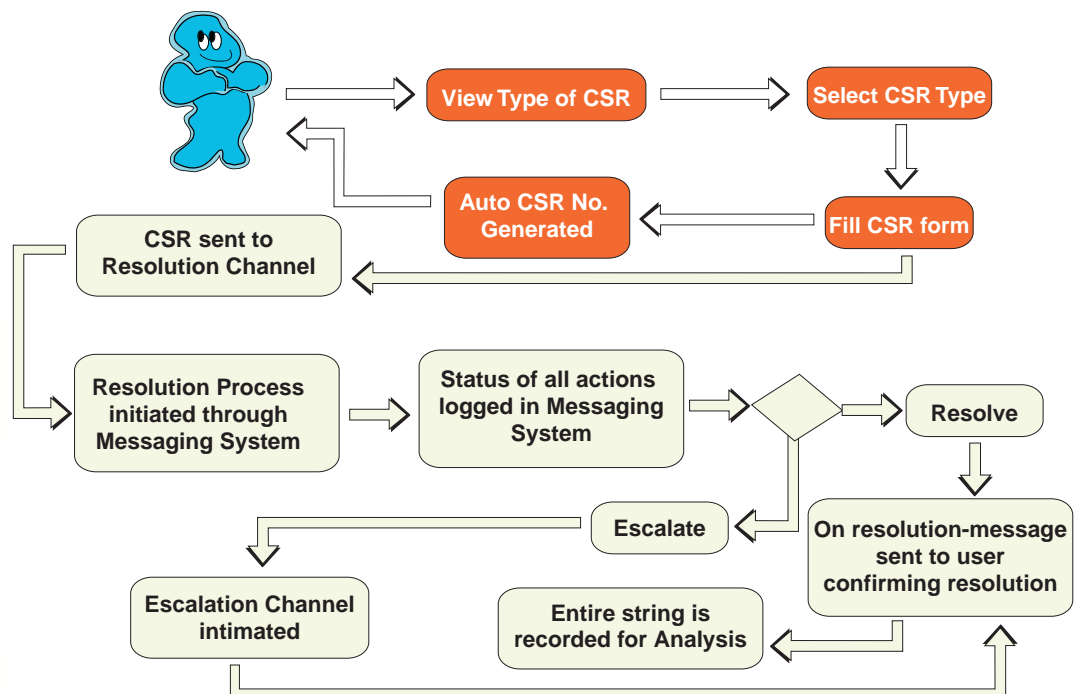 View Type of CSR
Select CSR Type
Auto CSR No.
Generated
Fill CSR form
CSR sent to
Resolution Channel
Resolution Process
initiated through
Messaging System
Status of all actions
logged in Messaging
System
Resolve
Escalate
On resolution-message
sent to user
confirming resolution
Escalation Channel
intimated
Entire string is
recorded for Analysis